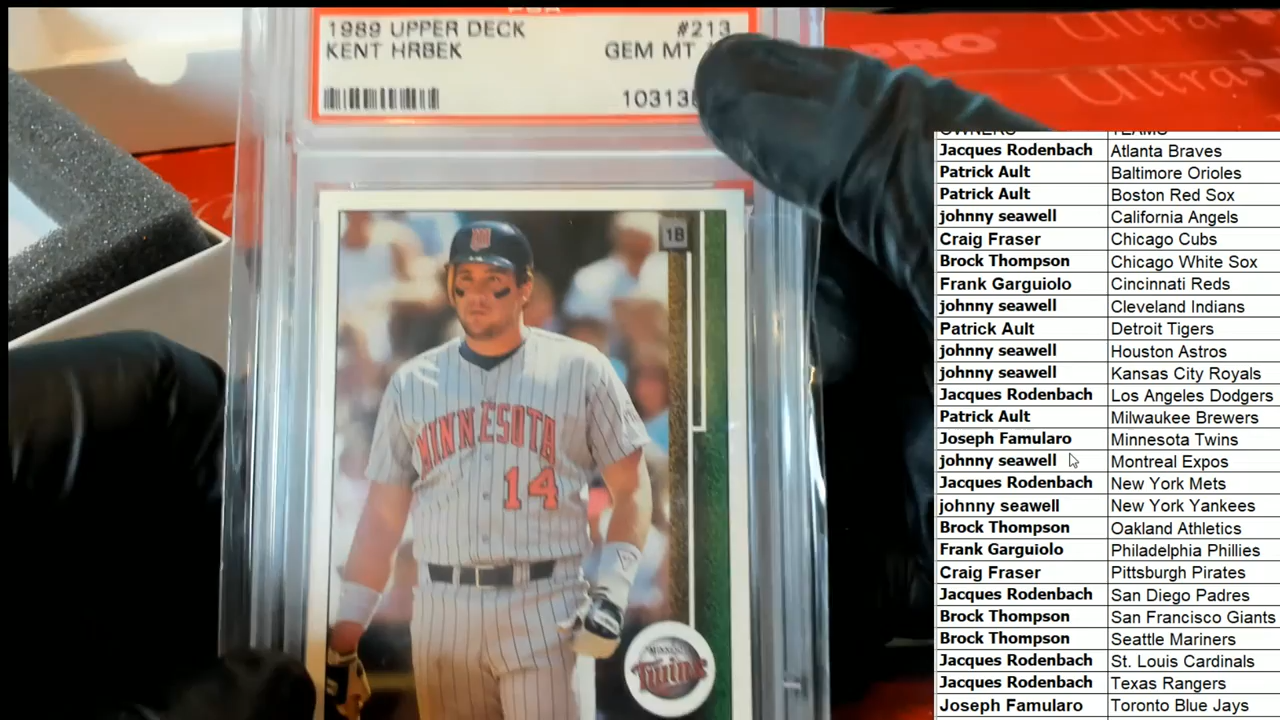 1989 UPPER DECK #213
KENT HRBEK GEM MT
10313
PRO
Ultra
Ultra
1B
MINNESOTA
14
Twins
OWNERS TEAMS
Jacques Rodenbach Atlanta Braves
Patrick Ault Baltimore Orioles
Patrick Ault Boston Red Sox
johnny seawell California Angels
Craig Fraser Chicago Cubs
Brock Thompson Chicago White Sox
Frank Garguiolo Cincinnati Reds
johnny seawell Cleveland Indians
Patrick Ault Detroit Tigers
johnny seawell Houston Astros
johnny seawell Kansas City Royals
Jacques Rodenbach Los Angeles Dodgers
Patrick Ault Milwaukee Brewers
Joseph Famularo Minnesota Twins
johnny seawell Montreal Expos
Jacques Rodenbach New York Mets
johnny seawell New York Yankees
Brock Thompson Oakland Athletics
Frank Garguiolo Philadelphia Phillies
Craig Fraser Pittsburgh Pirates
Jacques Rodenbach San Diego Padres
Brock Thompson San Francisco Giants
Brock Thompson Seattle Mariners
Jacques Rodenbach St. Louis Cardinals
Jacques Rodenbach Texas Rangers
Joseph Famularo Toronto Blue Jays